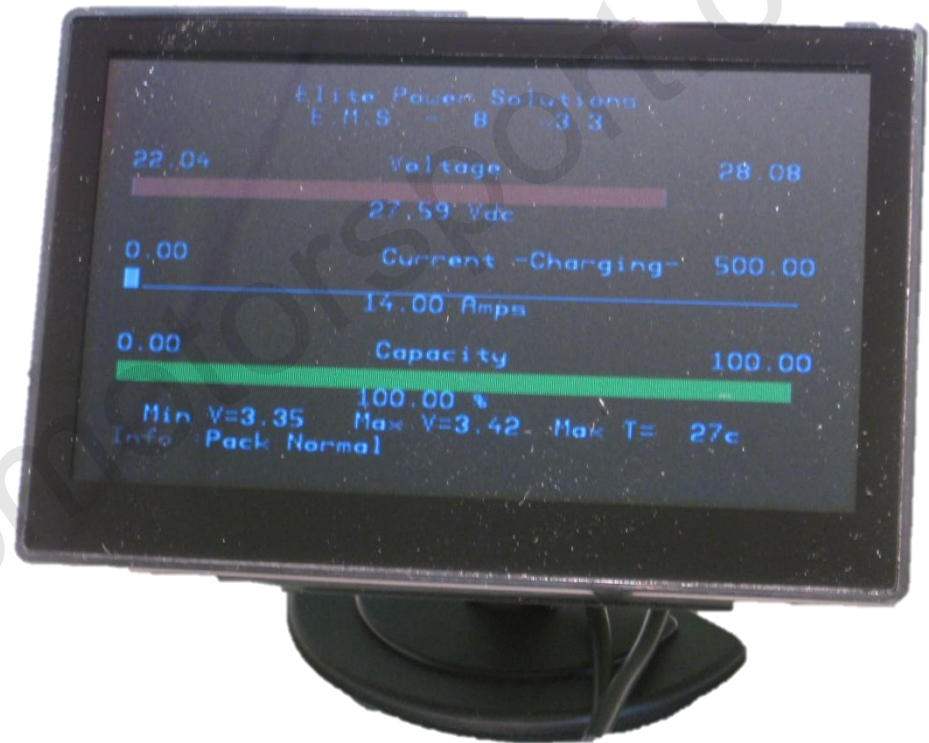 Elite Power Solutions
E.M.S. - 8 v3.3
22.04 Voltage 28.08
27.59 Vdc
0.00 Current -Charging- 500.00
14.00 Amps
0.00 Capacity 100.00
100.00 %
Min V=3.35 Max V=3.42 Max T= 27c
Info :Pack Normal